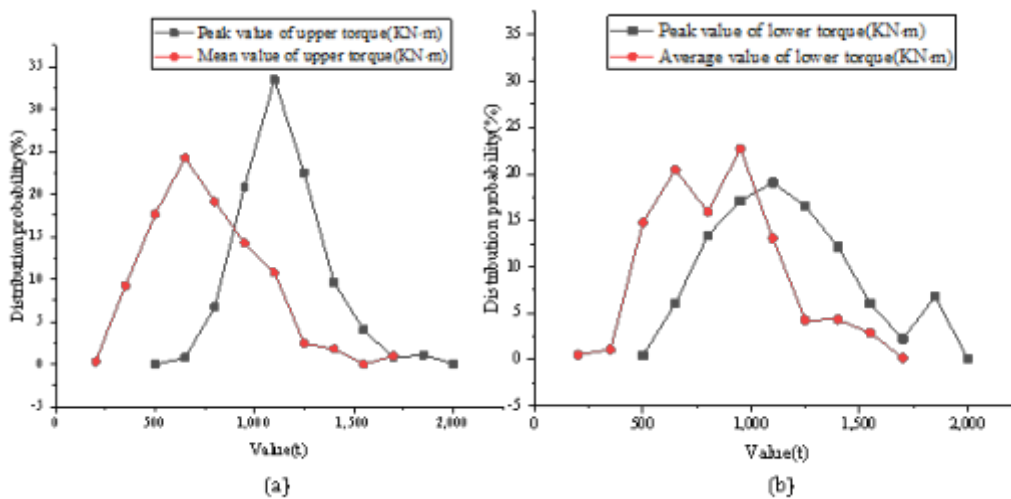 Peak value of upper torque(KN·m)
Mean value of upper torque(KN·m)
35
30
25
20
15
10
5
0
-5
Distribution probability(%)
0
500
1,000
1,500
2,000
Value(t)
(a}
Peak value of lower torque(KN·m)
Average value of lower torque(KN·m)
35
30
25
20
15
10
5
0
-5
Distribution probability(%)
0
500
1,000
1,500
2,000
Value(t)
(b}